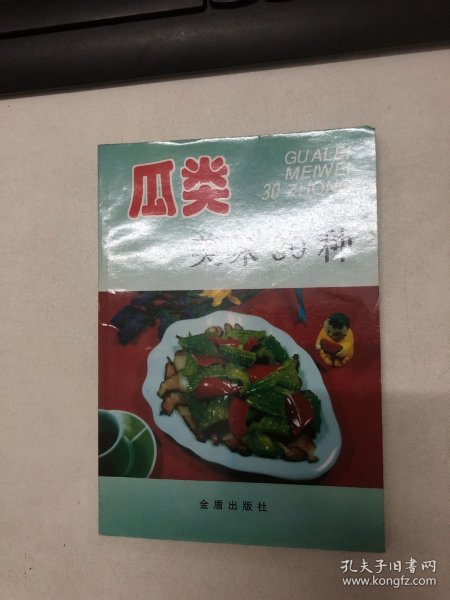 瓜类
GUALEI
MEIWEI
30 ZHONG
美味30种
金盾出版社
孔夫子旧书网
www.kongfz.com